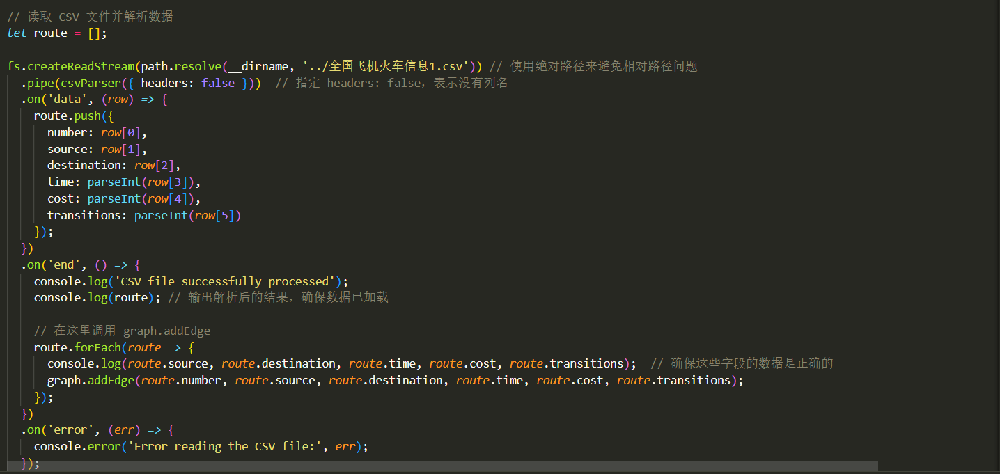 // 读取 CSV 文件并解析数据
let route = [];
fs.createReadStream(path.resolve(__dirname, '../全国飞机火车信息1.csv')) // 使用绝对路径来避免相对路径问题
  .pipe(csvParser({ headers: false }))  // 指定 headers: false，表示没有列名
  .on('data', (row) => {
    route.push({
      number: row[0],
      source: row[1],
      destination: row[2],
      time: parseInt(row[3]),
      cost: parseInt(row[4]),
      transitions: parseInt(row[5])
    });
  })
  .on('end', () => {
    console.log('CSV file successfully processed');
    console.log(route); // 输出解析后的结果，确保数据已加载
    // 在这里调用 graph.addEdge
    route.forEach(route => {
      console.log(route.source, route.destination, route.time, route.cost, route.transitions);  // 确保这些字段的数据是正确的
      graph.addEdge(route.number, route.source, route.destination, route.time, route.cost, route.transitions);
    });
  })
  .on('error', (err) => {
    console.error('Error reading the CSV file:', err);
  });